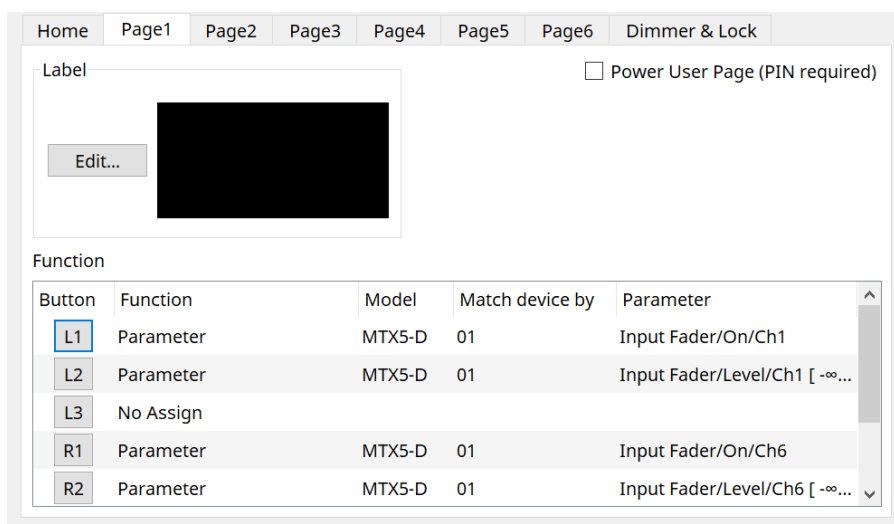 Home Page1 Page2 Page3 Page4 Page5 Page6 Dimmer & Lock
Label
Power User Page (PIN required)
Edit...
Function
Button Function Model Match device by Parameter
L1 Parameter MTX5-D 01 Input Fader/On/Ch1
L2 Parameter MTX5-D 01 Input Fader/Level/Ch1 [ -∞...
L3 No Assign
R1 Parameter MTX5-D 01 Input Fader/On/Ch6
R2 Parameter MTX5-D 01 Input Fader/Level/Ch6 [ -∞...